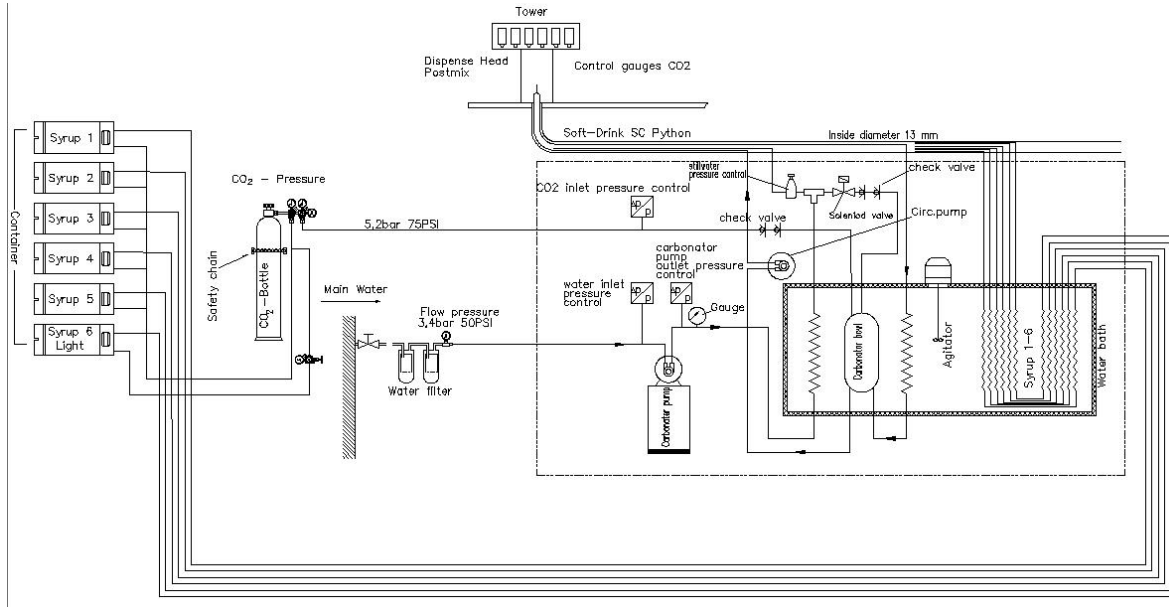 Tower
Dispense Head
Postmix
Control gauges CO2
Soft-Drink SC Python
Inside diameter 13 mm
Container
Syrup 1
Syrup 2
Syrup 3
Syrup 4
Syrup 5
Syrup 6
Light
CO₂ - Pressure
Safety chain
CO₂-Bottle
5,2bar 75PSI
Main Water
Flow pressure
3,4bar 50PSI
Water filter
CO2 inlet pressure control
Δp
p
stillwater
pressure control
check valve
Solented valve
check valve
Circ.pump
carbonator
pump
outlet pressure
control
water inlet
pressure
control
Δp
p
Δp
p
Gauge
Carbonator pump
Carbonator bowl
Agitator
Syrup 1-6
Water bath